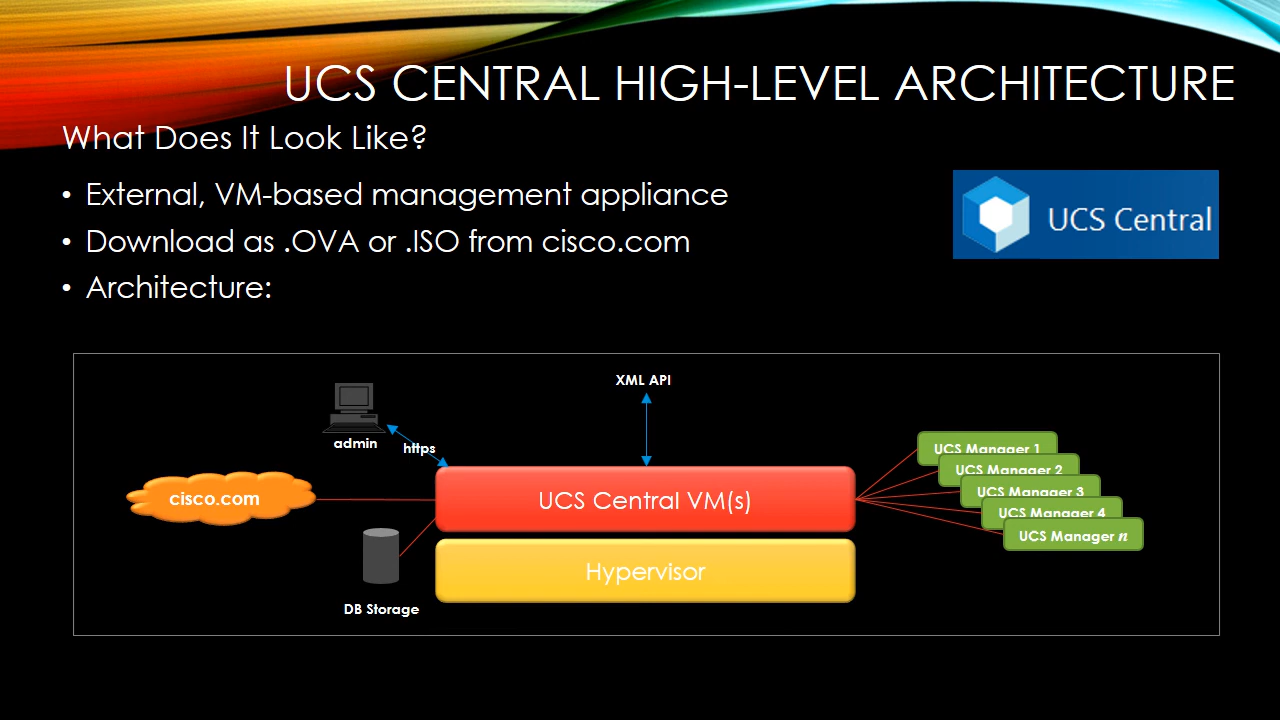 UCS CENTRAL HIGH-LEVEL ARCHITECTURE
What Does It Look Like?
• External, VM-based management appliance
• Download as .OVA or .ISO from cisco.com
• Architecture:
UCS Central
XML API
admin
https
cisco.com
UCS Central VM(s)
Hypervisor
DB Storage
UCS Manager 1
UCS Manager 2
UCS Manager 3
UCS Manager 4
UCS Manager n